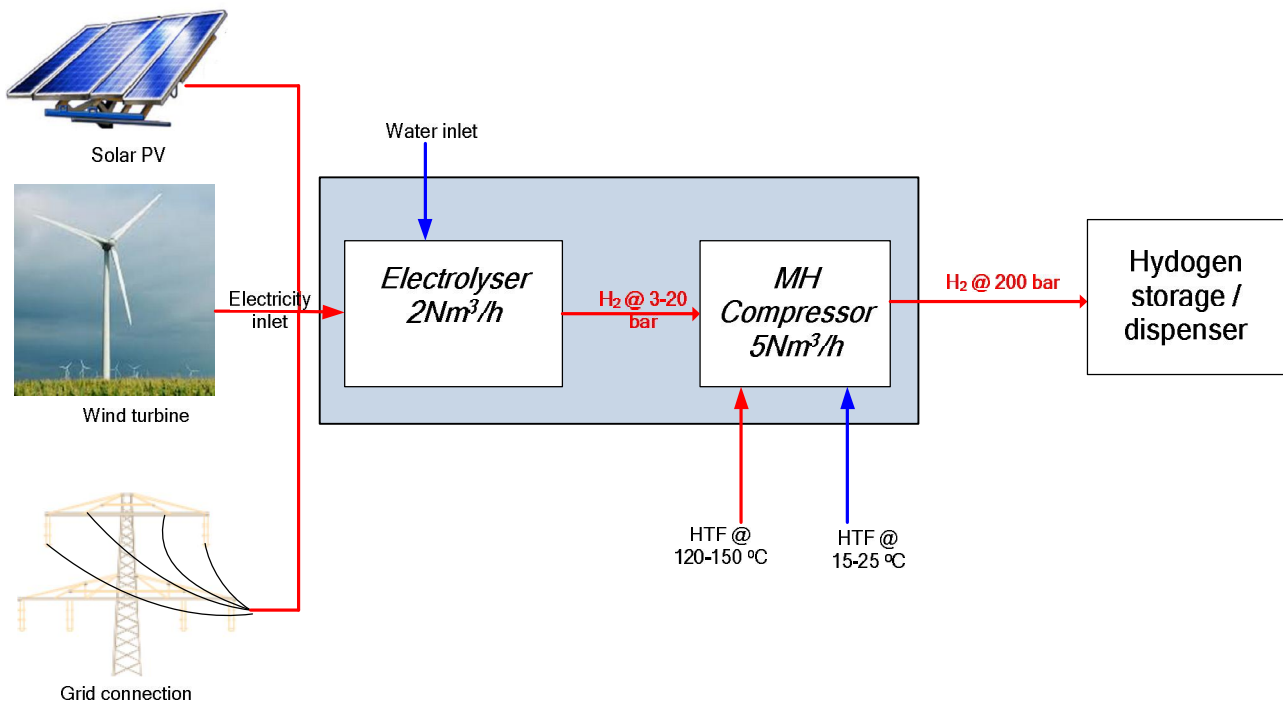 Solar PV
Water inlet
Wind turbine
Electricity
inlet
Electrolyser
2Nm³/h
H₂ @ 3-20
bar
MH
Compressor
5Nm³/h
H₂ @ 200 bar
Hydogen
storage /
dispenser
HTF @
120-150 ºC
HTF @
15-25 ºC
Grid connection